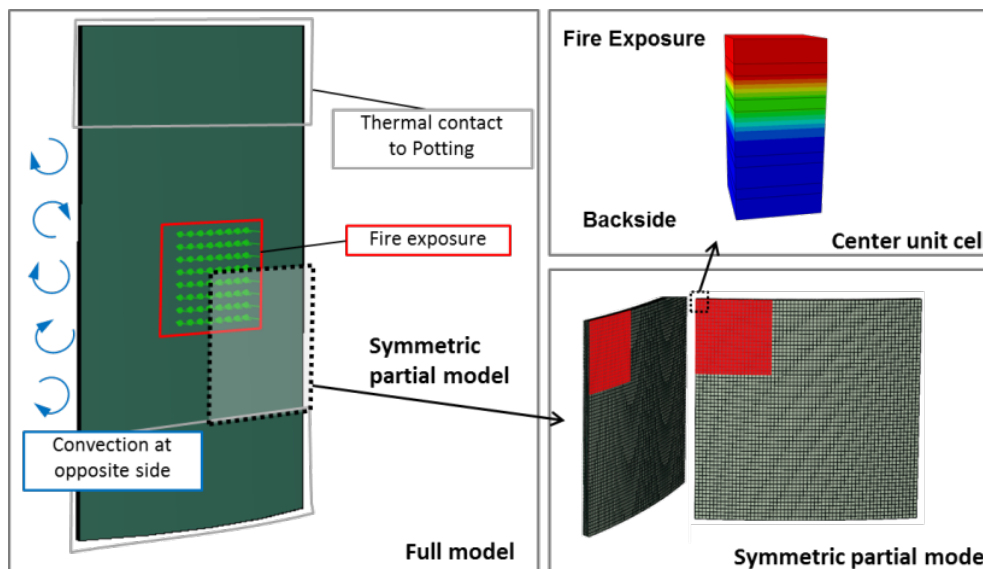 Thermal contact
to Potting
Fire exposure
Symmetric
partial model
Convection at
opposite side
Full model
Fire Exposure
Backside
Center unit cell
Symmetric partial mode